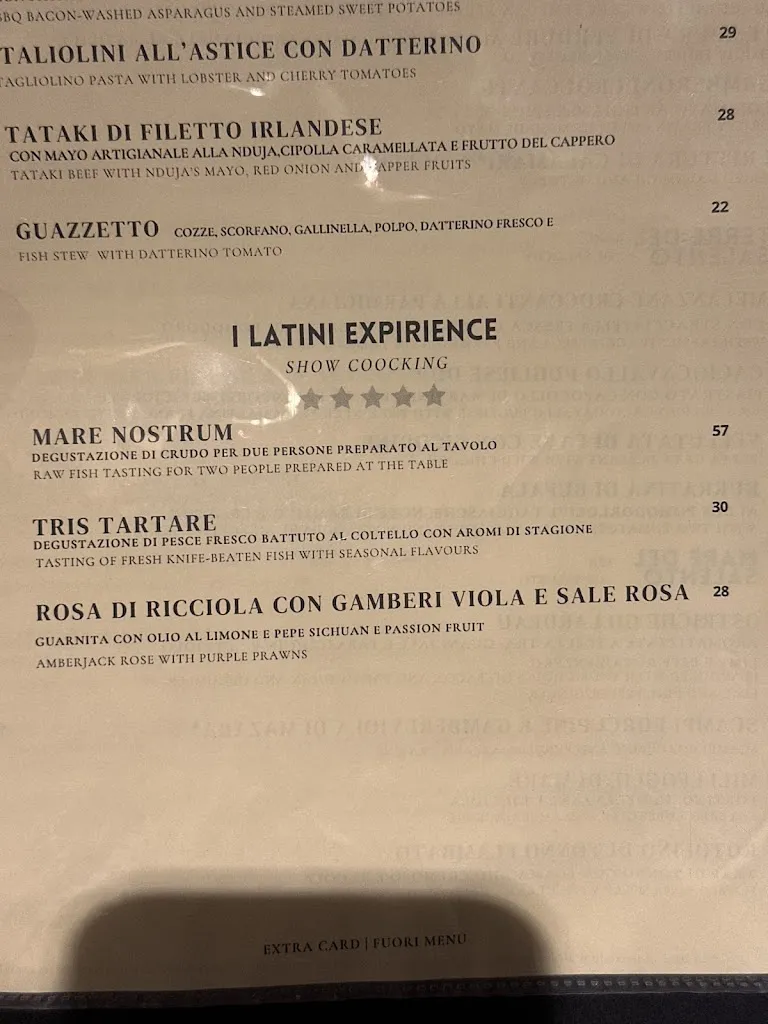 BBQ BACON-WASHED ASPARAGUS AND STEAMED SWEET POTATOES
TALIOLINI ALL'ASTICE CON DATTERINO 29
TAGLIOLINO PASTA WITH LOBSTER AND CHERRY TOMATOES
TATAKI DI FILETTO IRLANDESE 28
CON MAYO ARTIGIANALE ALLA NDUJA,CIPOLLA CARAMELLATA E FRUTTO DEL CAPPERO
TATAKI BEEF WITH NDUJA'S MAYO, RED ONION AND CAPPER FRUITS
22
GUAZZETTO COZZE, SCORFANO, GALLINELLA, POLPO, DATTERINO FRESCO E
FISH STEW WITH DATTERINO TOMATO
I LATINI EXPIRIENCE
SHOW COOCKING
MARE NOSTRUM 57
DEGUSTAZIONE DI CRUDO PER DUE PERSONE PREPARATO AL TAVOLO
RAW FISH TASTING FOR TWO PEOPLE PREPARED AT THE TABLE
TRIS TARTARE 30
DEGUSTAZIONE DI PESCE FRESCO BATTUTO AL COLTELLO CON AROMI DI STAGIONE
TASTING OF FRESH KNIFE-BEATEN FISH WITH SEASONAL FLAVOURS
ROSA DI RICCIOLA CON GAMBERI VIOLA E SALE ROSA 28
GUARNITA CON OLIO AL LIMONE E PEPE SICHUAN E PASSION FRUIT
AMBERJACK ROSE WITH PURPLE PRAWNS
EXTRA CARD | FUORI MENU